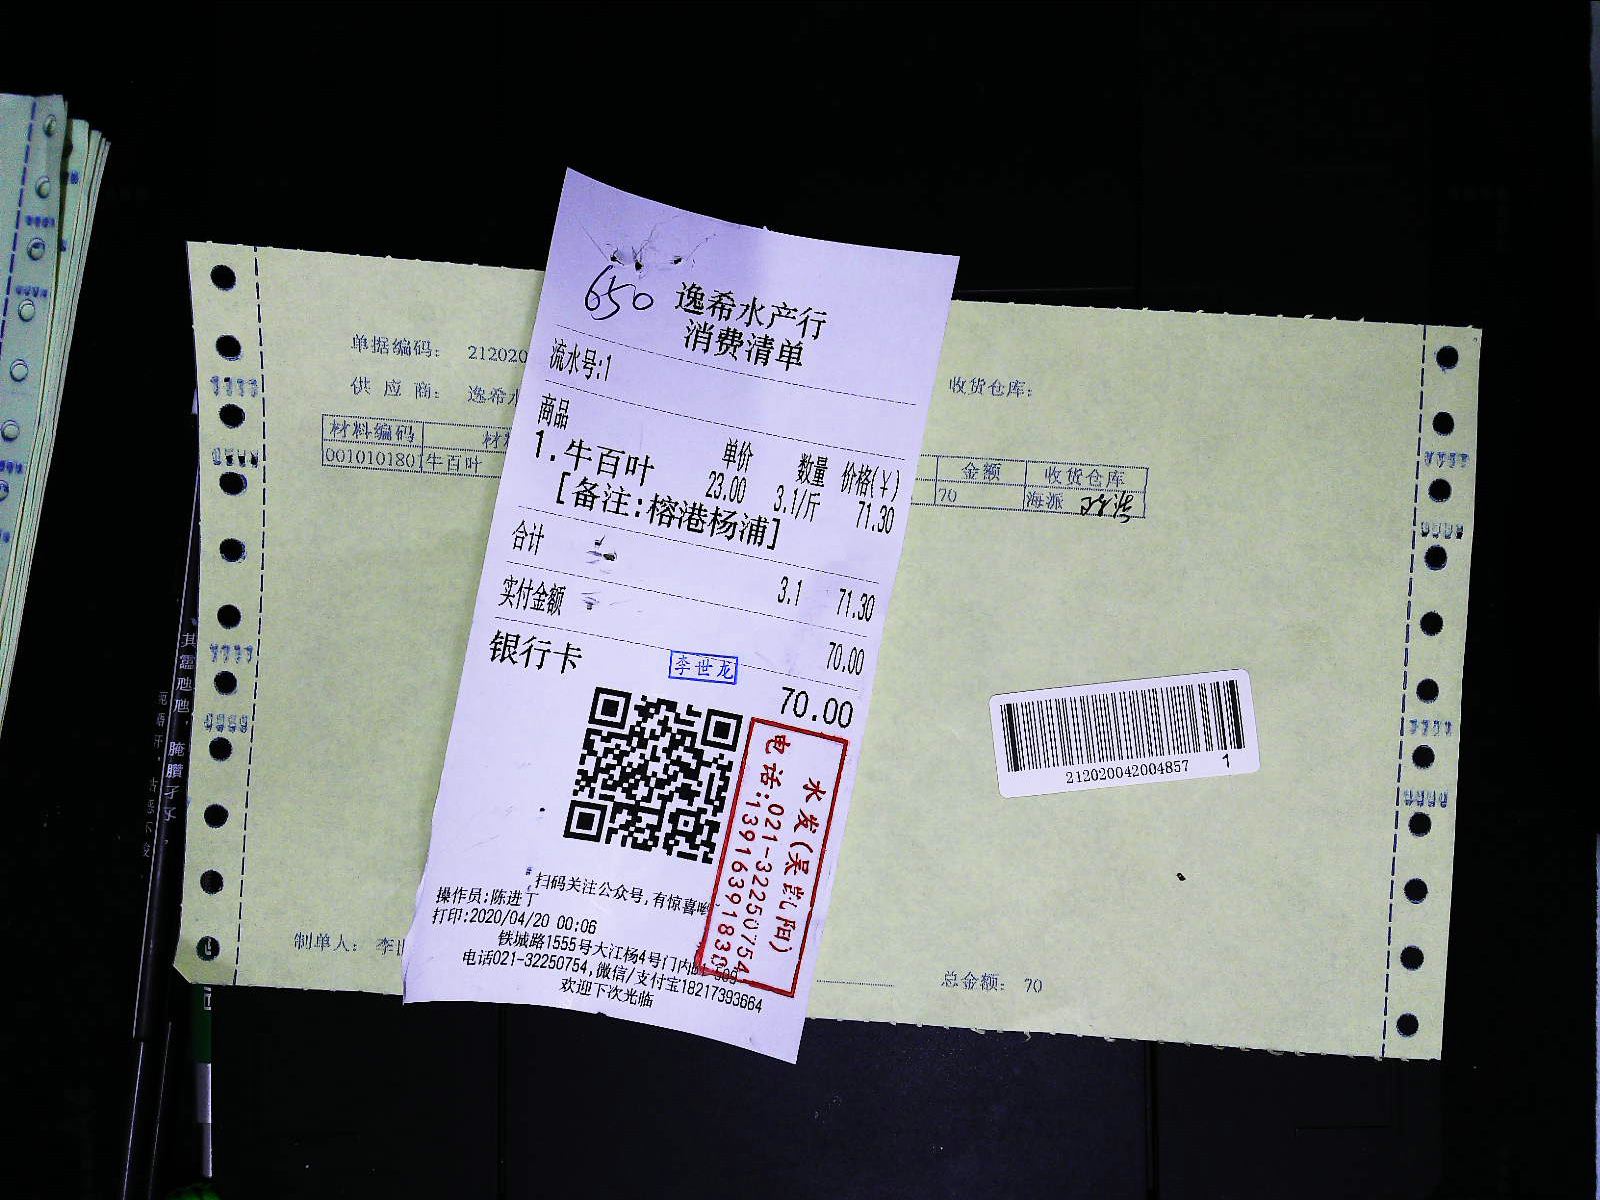 650
逸希水产行
消费清单
流水号:1
商品 单价 数量 价格(¥)
1.牛百叶 23.00 3.1/斤 71.30
[备注:榕港杨浦]
合计 3.1 71.30
实付金额 70.00
银行卡 70.00
李世龙
水发(吴凯阳)
电话:021-32250754
13916391830
扫码关注公众号,有惊喜哟
操作员:陈进丁
打印:2020/04/20 00:06
铁城路1555号大江杨4号门内
电话021-32250754,微信/支付宝18217393664
欢迎下次光临
单据编码: 212020
供 应 商: 逸希水
收货仓库:
材料编码 材 金额 收货仓库
0010101801 牛百叶 70 海派
212020042004857 1
制单人: 李世
总金额: 70